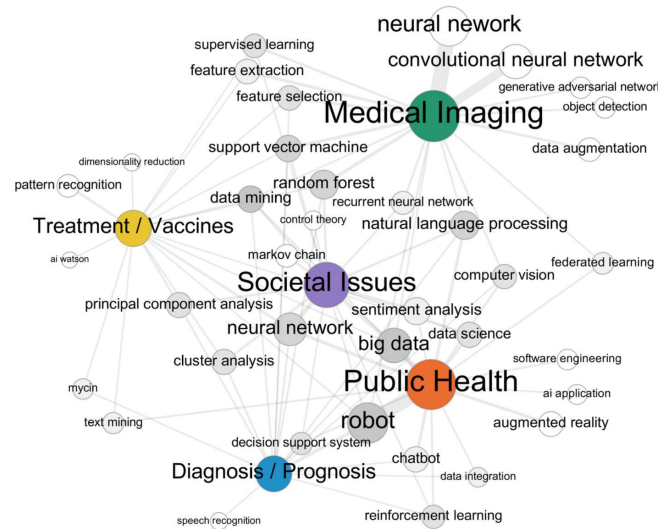 neural nework
supervised learning
convolutional neural network
feature extraction
generative adversarial network
feature selection
object detection
Medical Imaging
support vector machine
data augmentation
dimensionality reduction
pattern recognition
random forest
data mining
recurrent neural network
control theory
natural language processing
Treatment / Vaccines
markov chain
ai watson
federated learning
Societal Issues
computer vision
principal component analysis
sentiment analysis
neural network
data science
big data
cluster analysis
software engineering
Public Health
mycin
ai application
robot
text mining
augmented reality
decision support system
chatbot
Diagnosis / Prognosis
data integration
speech recognition
reinforcement learning